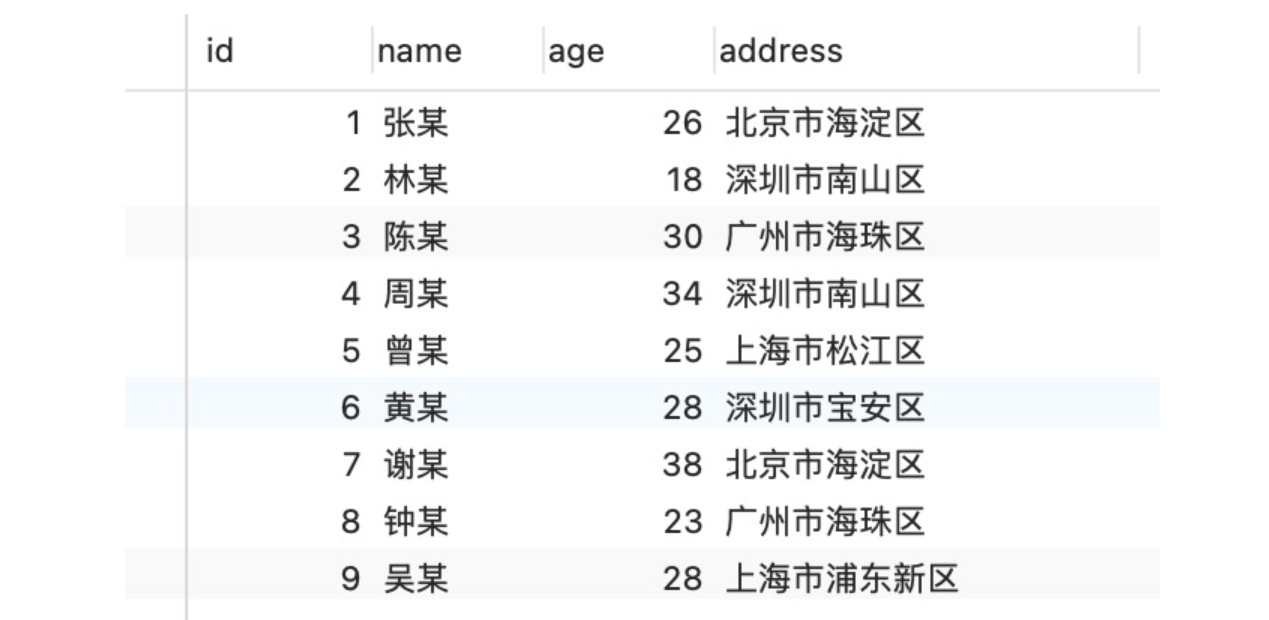 id name age address
1 张某 26 北京市海淀区
2 林某 18 深圳市南山区
3 陈某 30 广州市海珠区
4 周某 34 深圳市南山区
5 曾某 25 上海市松江区
6 黄某 28 深圳市宝安区
7 谢某 38 北京市海淀区
8 钟某 23 广州市海珠区
9 吴某 28 上海市浦东新区